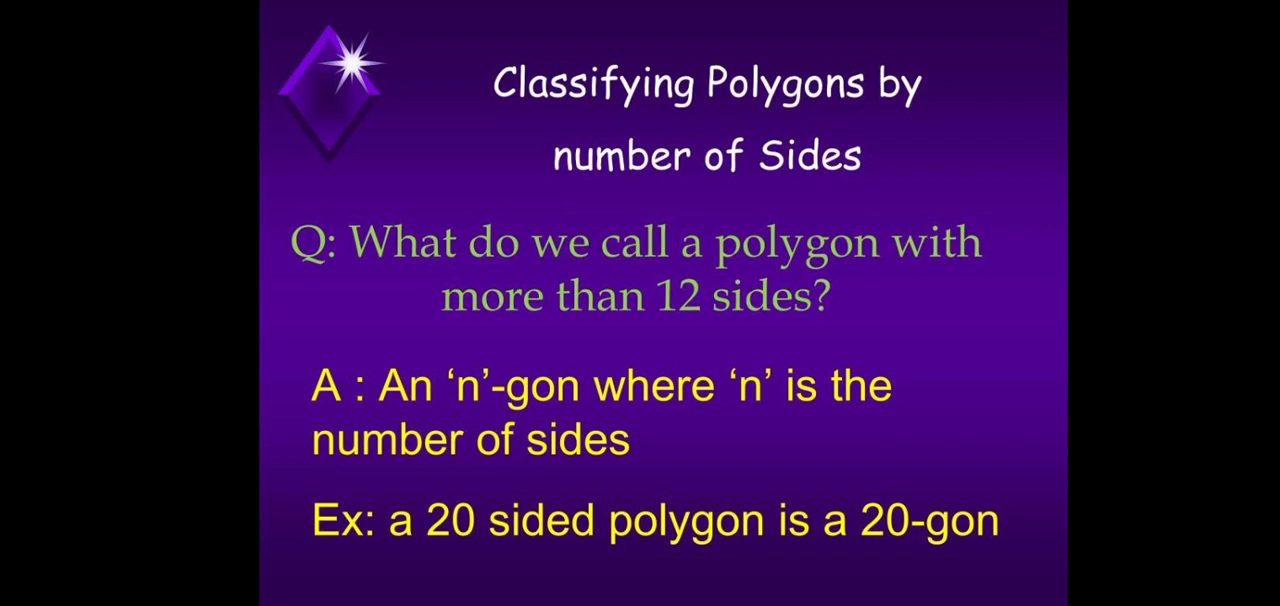 Classifying Polygons by
number of Sides
Q: What do we call a polygon with
more than 12 sides?
A : An ‘n’-gon where ‘n’ is the
number of sides
Ex: a 20 sided polygon is a 20-gon